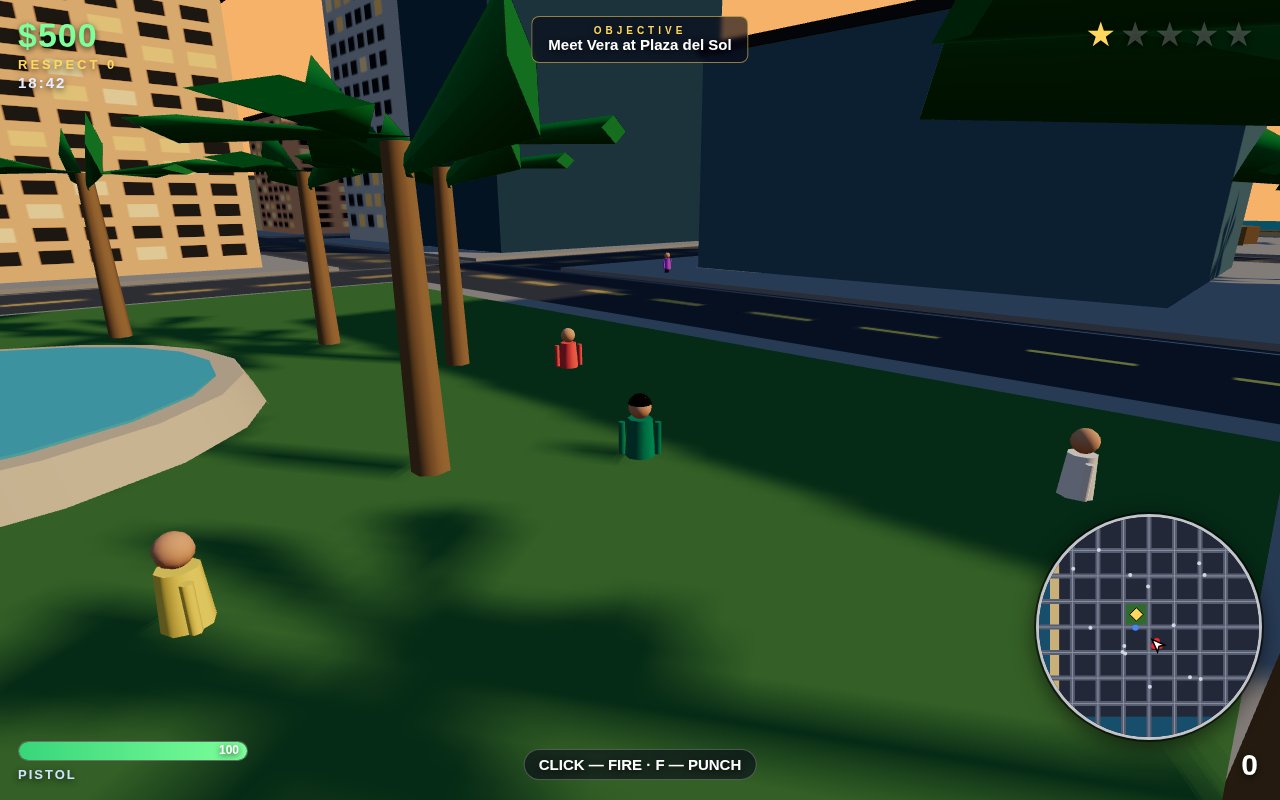 $500
RESPECT 0
18:42
OBJECTIVE
Meet Vera at Plaza del Sol
100
PISTOL
CLICK — FIRE · F — PUNCH
0